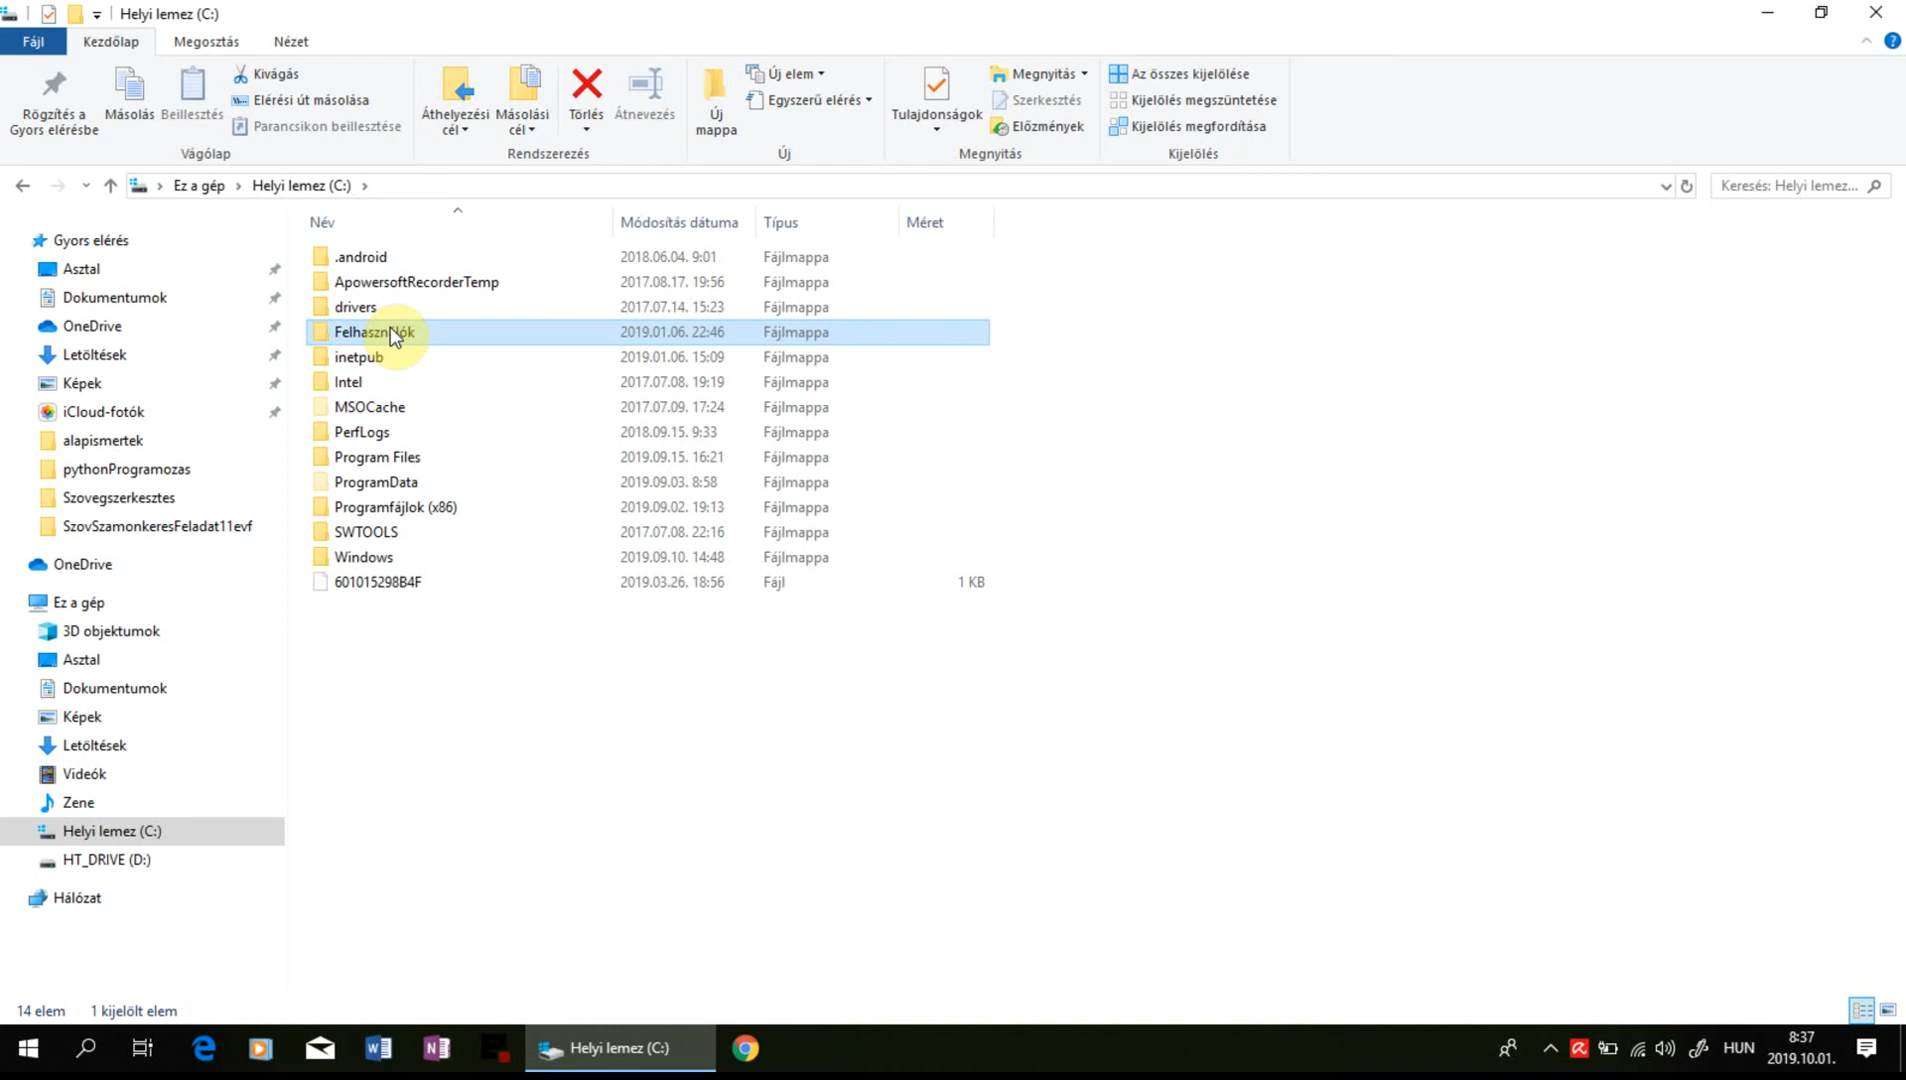 Helyi lemez (C:)
Fájl Kezdőlap Megosztás Nézet
Rögzítés a Gyors elérésbe
Másolás
Beillesztés
Kivágás
Elérési út másolása
Parancsikon beillesztése
Vágólap
Áthelyezési cél
Másolási cél
Törlés
Átnevezés
Rendszerezés
Új mappa
Új elem
Egyszerű elérés
Új
Tulajdonságok
Megnyitás
Szerkesztés
Előzmények
Megnyitás
Az összes kijelölése
Kijelölés megszüntetése
Kijelölés megfordítása
Kijelölés
Ez a gép Helyi lemez (C:)
Keresés: Helyi lemez...
Gyors elérés
Asztal
Dokumentumok
OneDrive
Letöltések
Képek
iCloud-fotók
alapismertek
pythonProgramozas
Szovegszerkesztes
SzovSzamonkeresFeladat11evf
OneDrive
Ez a gép
3D objektumok
Asztal
Dokumentumok
Képek
Letöltések
Videók
Zene
Helyi lemez (C:)
HT_DRIVE (D:)
Hálózat
Név Módosítás dátuma Típus Méret
.android 2018.06.04. 9:01 Fájlmappa
ApowersoftRecorderTemp 2017.08.17. 19:56 Fájlmappa
drivers 2017.07.14. 15:23 Fájlmappa
Felhasználók 2019.01.06. 22:46 Fájlmappa
inetpub 2019.01.06. 15:09 Fájlmappa
Intel 2017.07.08. 19:19 Fájlmappa
MSOCache 2017.07.09. 17:24 Fájlmappa
PerfLogs 2018.09.15. 9:33 Fájlmappa
Program Files 2019.09.15. 16:21 Fájlmappa
ProgramData 2019.09.03. 8:58 Fájlmappa
Programfájlok (x86) 2019.09.02. 19:13 Fájlmappa
SWTOOLS 2017.07.08. 22:16 Fájlmappa
Windows 2019.09.10. 14:48 Fájlmappa
601015298B4F 2019.03.26. 18:56 Fájl 1 KB
14 elem 1 kijelölt elem
Helyi lemez (C:)
HUN
8:37
2019.10.01.